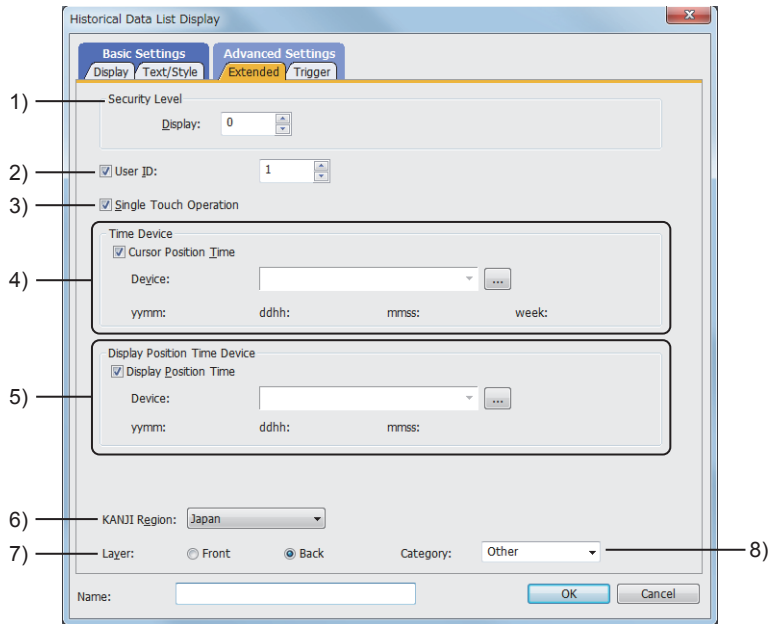 Historical Data List Display
x
Basic Settings Advanced Settings
Display Text/Style Extended Trigger
1) Security Level
Display: 0
2) User ID: 1
3) Single Touch Operation
Time Device
Cursor Position Time
4) Device: ...
yymm: ddhh: mmss: week:
Display Position Time Device
Display Position Time
5) Device: ...
yymm: ddhh: mmss:
6) KANJI Region: Japan
7) Layer: Front Back Category: Other 8)
Name: OK Cancel